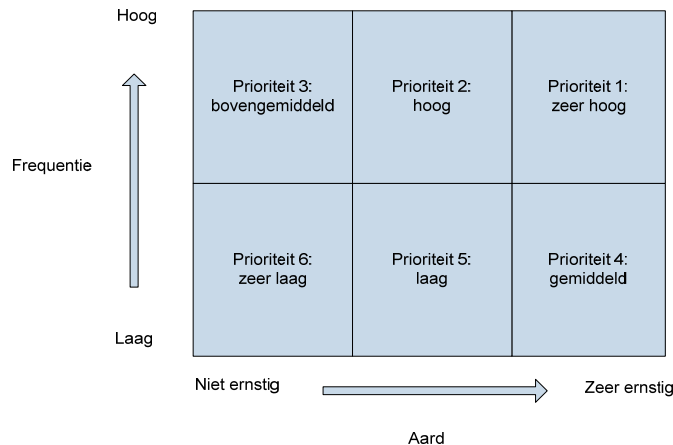 Hoog
Prioriteit 3:
bovengemiddeld
Prioriteit 2:
hoog
Prioriteit 1:
zeer hoog
Frequentie
Prioriteit 6:
zeer laag
Prioriteit 5:
laag
Prioriteit 4:
gemiddeld
Laag
Niet ernstig
Zeer ernstig
Aard